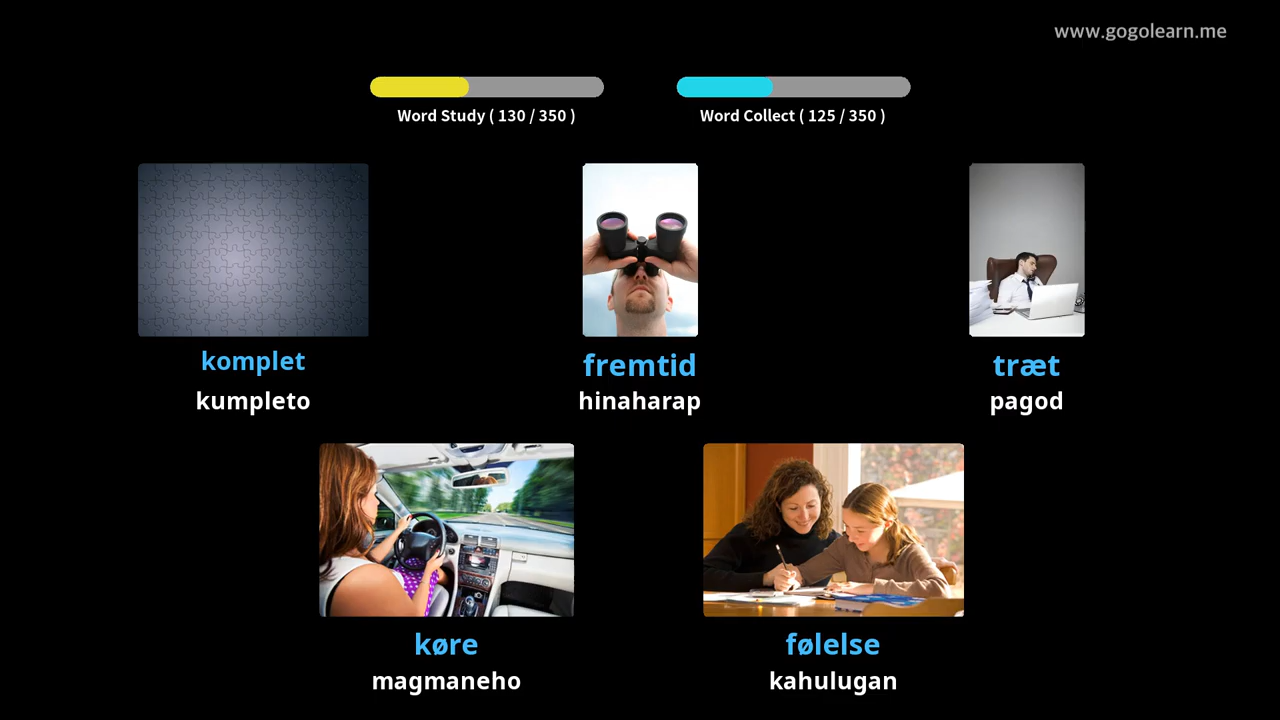 www.gogolearn.me
Word Study ( 130 / 350 )
Word Collect ( 125 / 350 )
komplet
kumpleto
fremtid
hinaharap
træt
pagod
køre
magmaneho
følelse
kahulugan